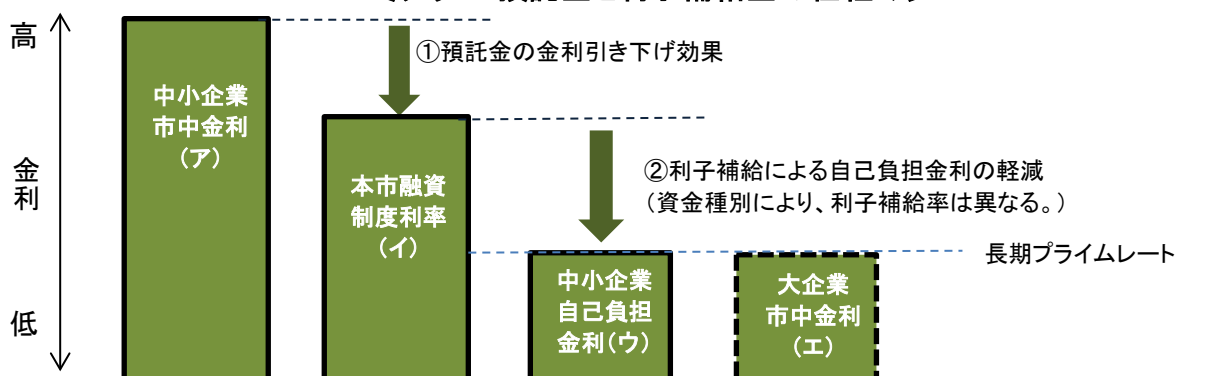 高
金
利
低
中小企業
市中金利
(ア)
①預託金の金利引き下げ効果
本市融資
制度利率
(イ)
②利子補給による自己負担金利の軽減
(資金種別により、利子補給率は異なる。)
長期プライムレート
中小企業
自己負担
金利(ウ)
大企業
市中金利
(エ)